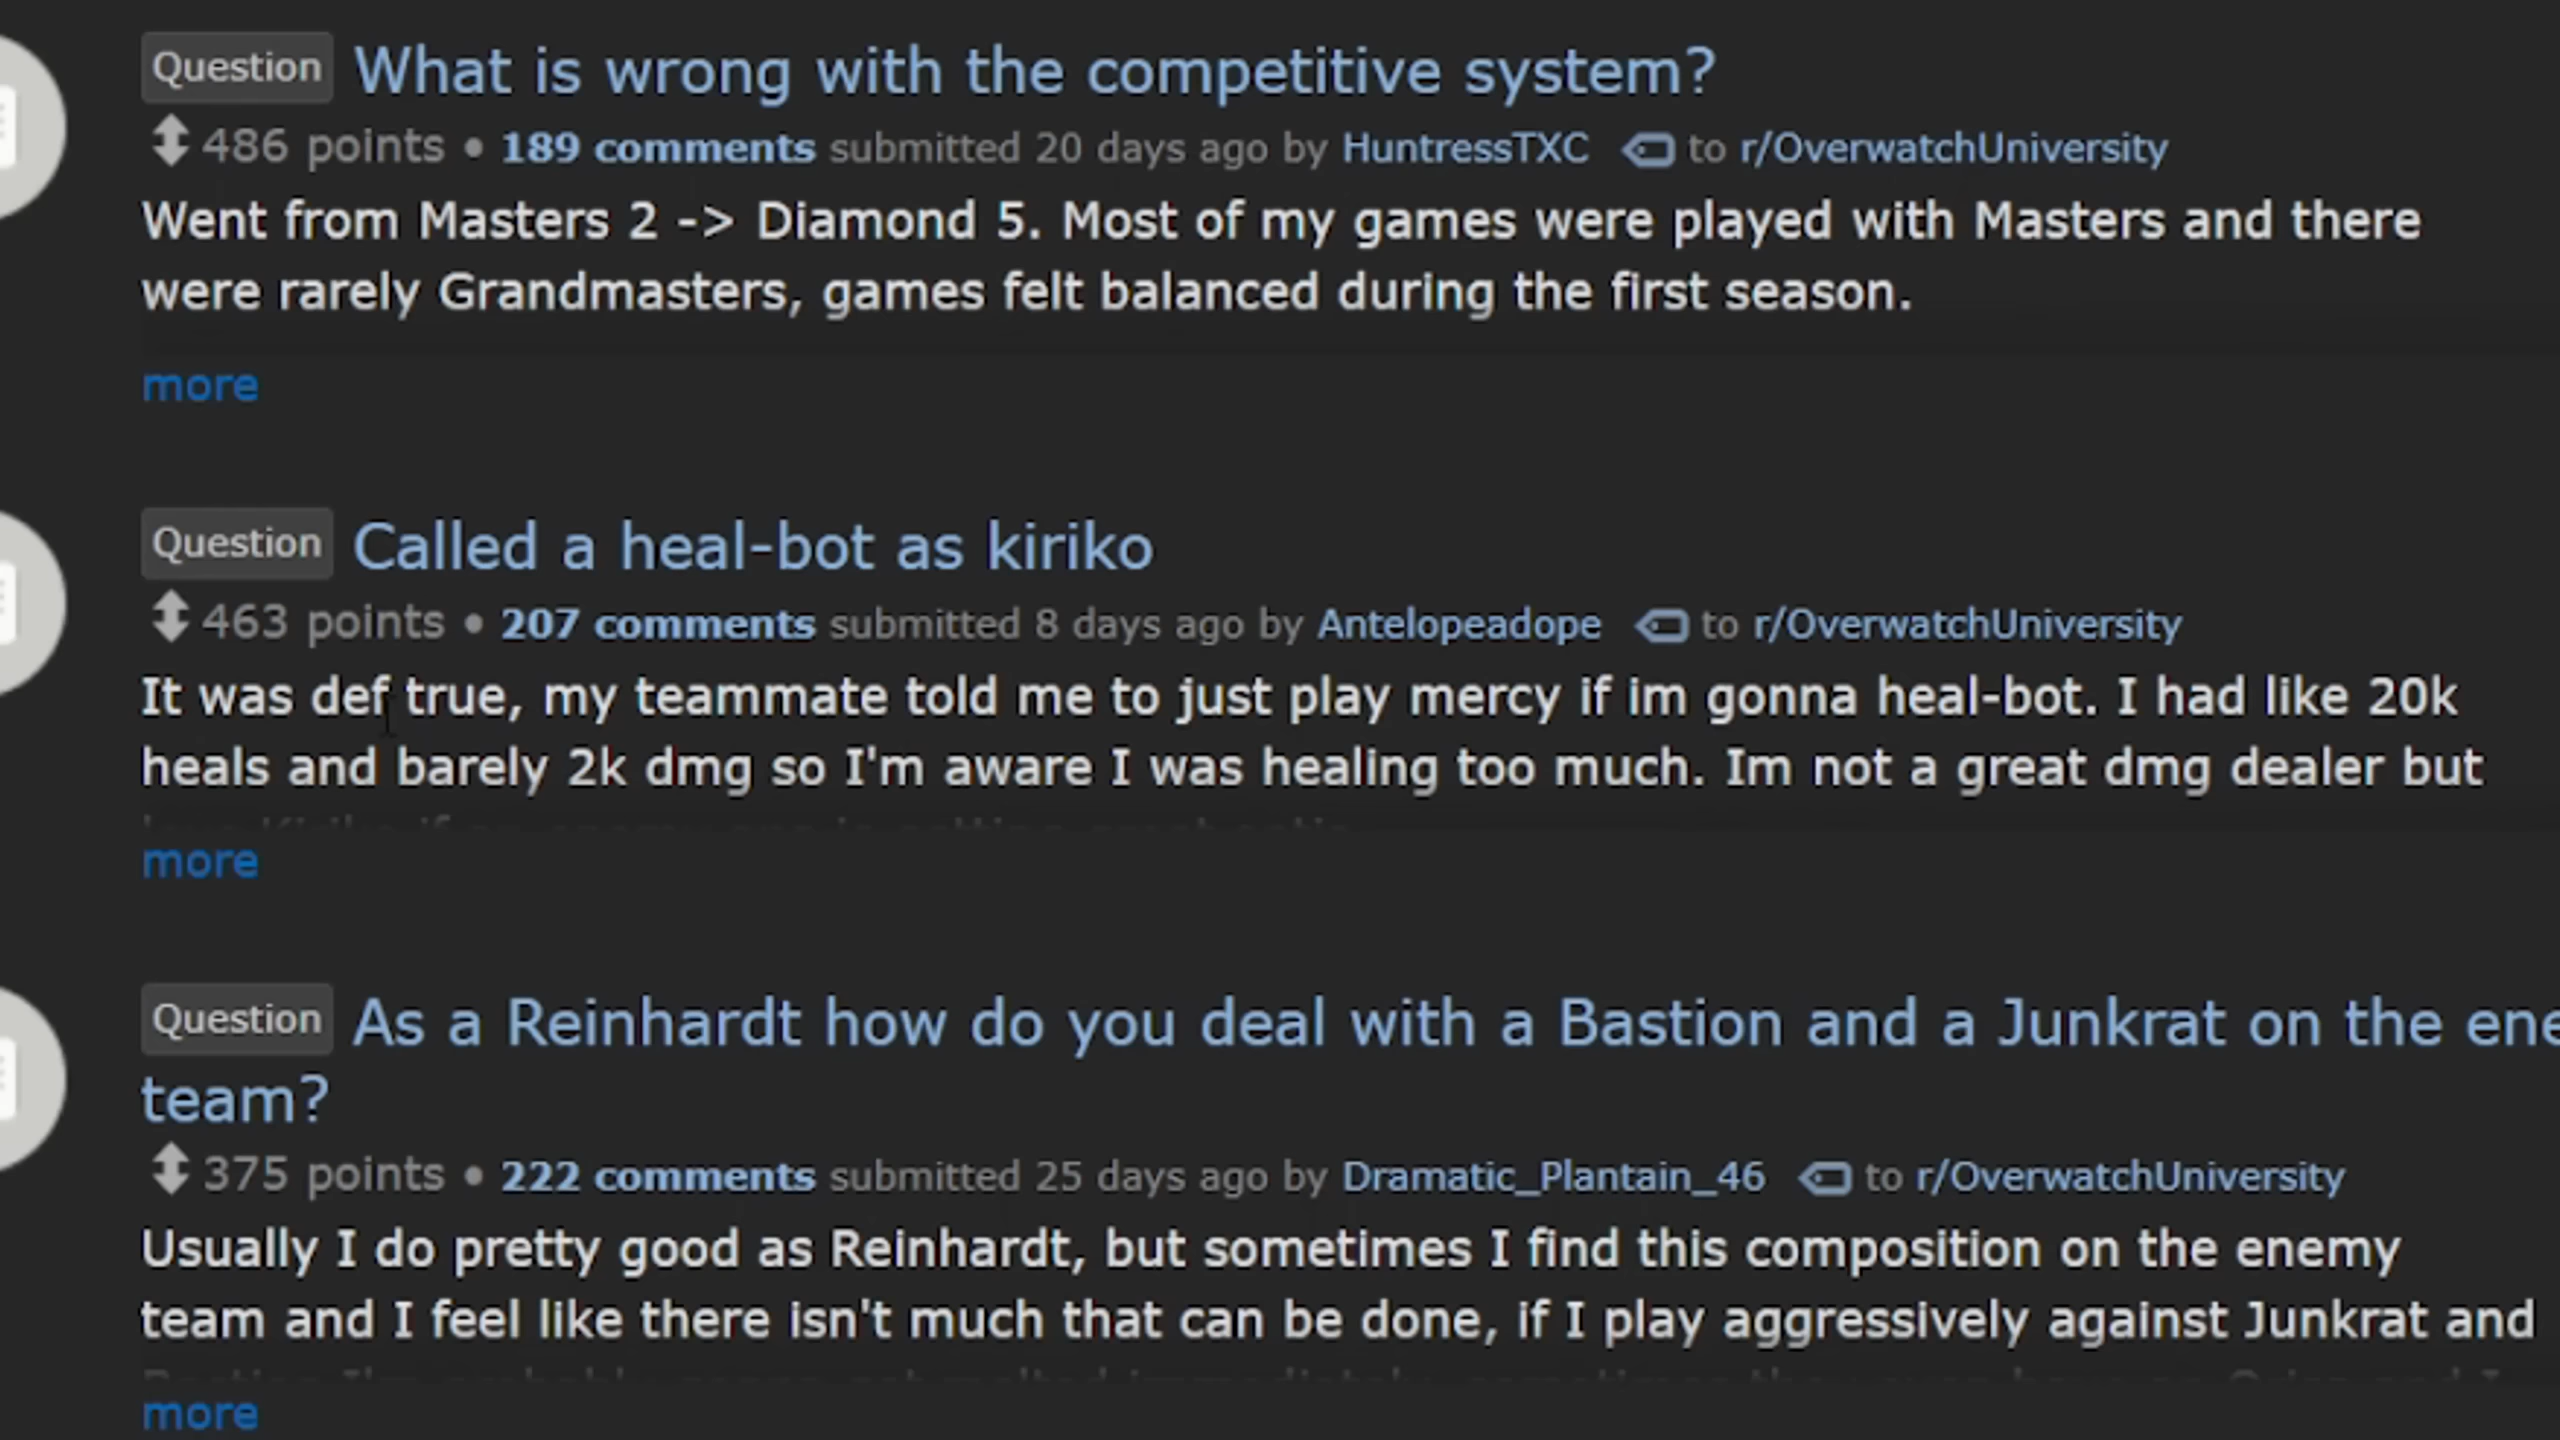 Question What is wrong with the competitive system?
486 points • 189 comments submitted 20 days ago by HuntressTXC to r/OverwatchUniversity
Went from Masters 2 -> Diamond 5. Most of my games were played with Masters and there
were rarely Grandmasters, games felt balanced during the first season.
more
Question Called a heal-bot as kiriko
463 points • 207 comments submitted 8 days ago by Antelopeadope to r/OverwatchUniversity
It was def true, my teammate told me to just play mercy if im gonna heal-bot. I had like 20k
heals and barely 2k dmg so I'm aware I was healing too much. Im not a great dmg dealer but
more
Question As a Reinhardt how do you deal with a Bastion and a Junkrat on the ene
team?
375 points • 222 comments submitted 25 days ago by Dramatic_Plantain_46 to r/OverwatchUniversity
Usually I do pretty good as Reinhardt, but sometimes I find this composition on the enemy
team and I feel like there isn't much that can be done, if I play aggressively against Junkrat and
more